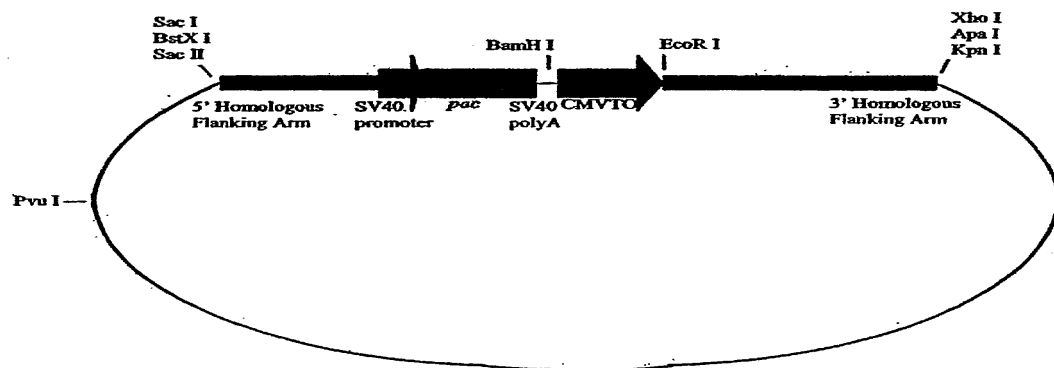 Sac I
BstX I
Sac II
BamH I
EcoR I
Xho I
Apa I
Kpn I
5' Homologous
Flanking Arm
SV40.
promoter
pac
SV40
polyA
CMVTO
3' Homologous
Flanking Arm
Pvu I